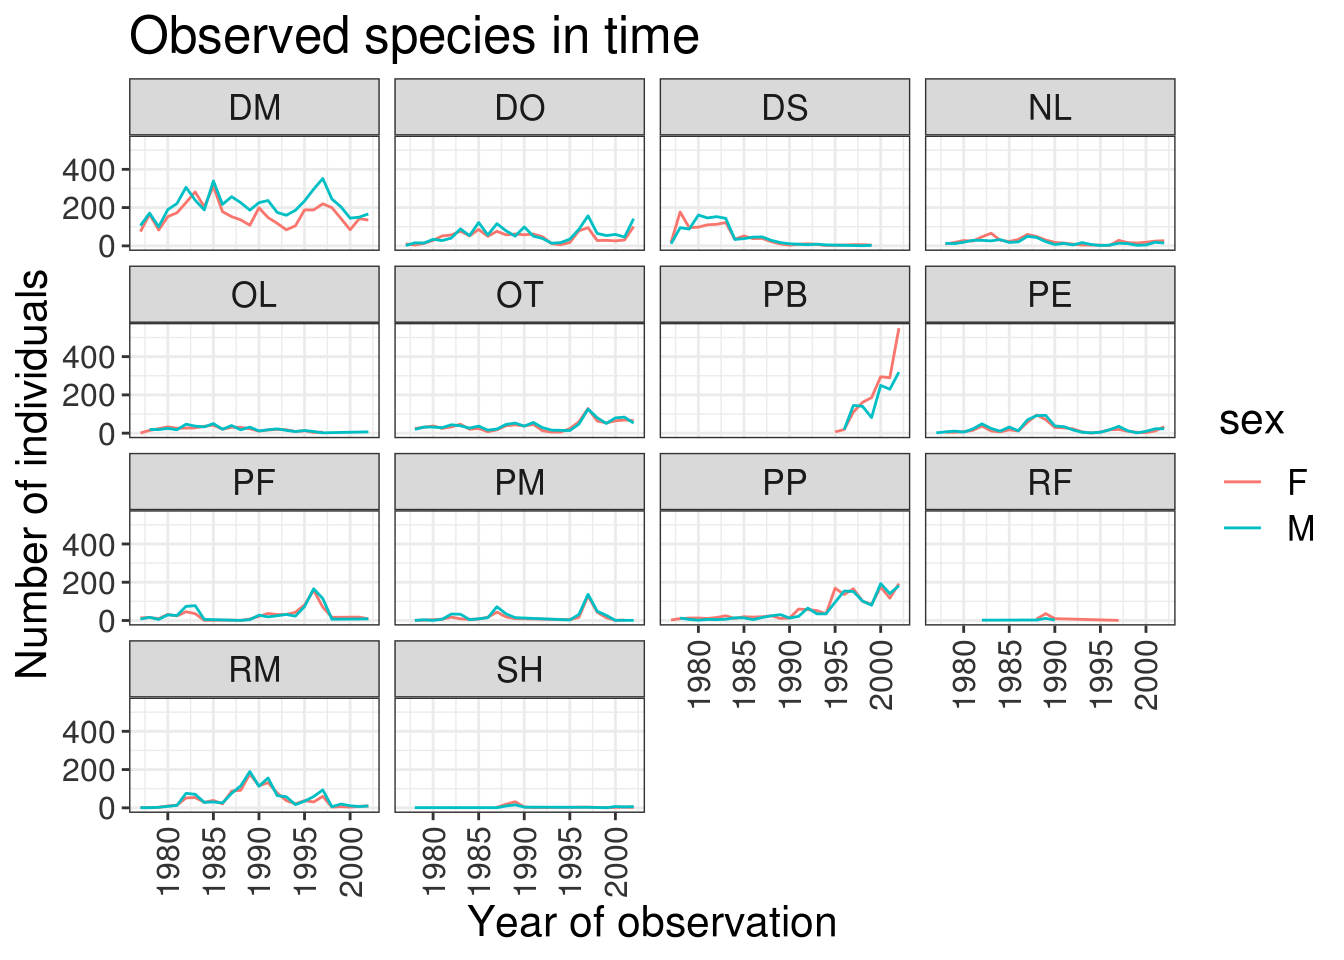 Observed species in time
DM DO DS NL
400
200
0
OL OT PB PE
400
200
0
PF PM PP RF
400
200
0
1980 1985 1990 1995 2000 1980 1985 1990 1995 2000
RM SH
400
200
0
1980 1985 1990 1995 2000 1980 1985 1990 1995 2000
Number of individuals
Year of observation
sex
F
M